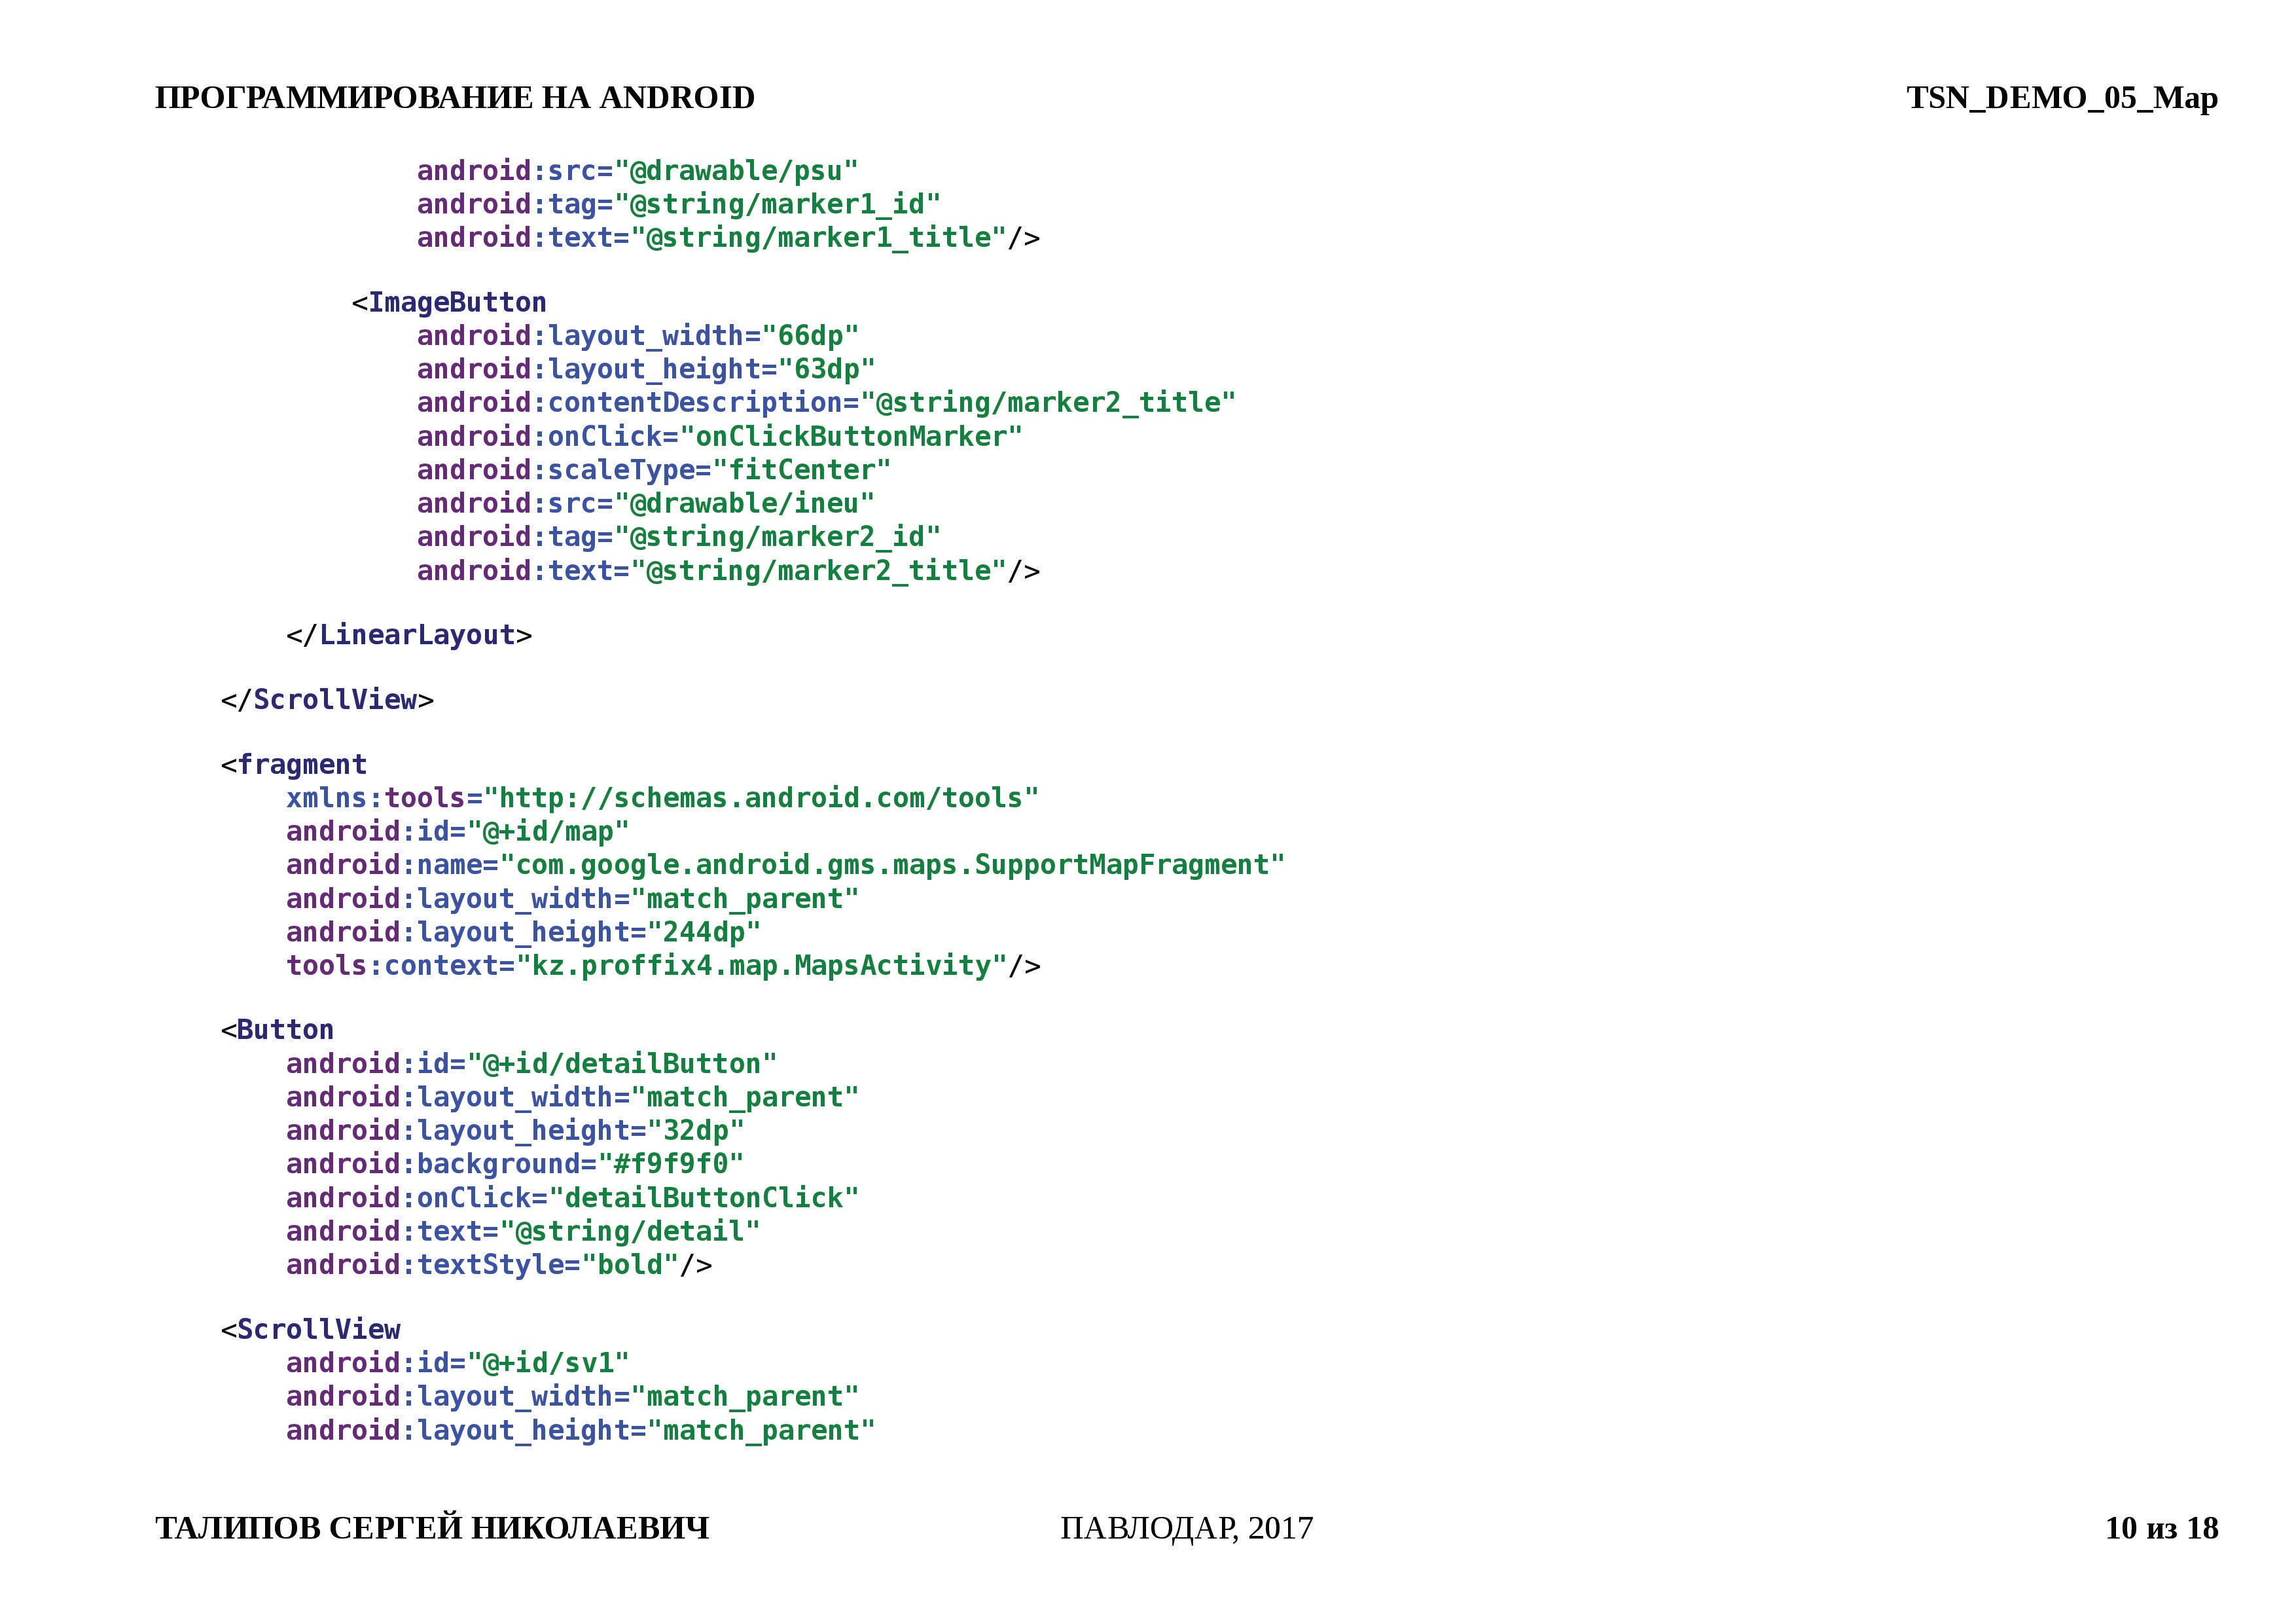 ПРОГРАММИРОВАНИЕ НА ANDROID TSN_DEMO_05_Map
android:src="@drawable/psu"
android:tag="@string/marker1_id"
android:text="@string/marker1_title"/>
<ImageButton
android:layout_width="66dp"
android:layout_height="63dp"
android:contentDescription="@string/marker2_title"
android:onClick="onClickButtonMarker"
android:scaleType="fitCenter"
android:src="@drawable/ineu"
android:tag="@string/marker2_id"
android:text="@string/marker2_title"/>
</LinearLayout>
</ScrollView>
<fragment
xmlns:tools="http://schemas.android.com/tools"
android:id="@+id/map"
android:name="com.google.android.gms.maps.SupportMapFragment"
android:layout_width="match_parent"
android:layout_height="244dp"
tools:context="kz.proffix4.map.MapsActivity"/>
<Button
android:id="@+id/detailButton"
android:layout_width="match_parent"
android:layout_height="32dp"
android:background="#f9f9f0"
android:onClick="detailButtonClick"
android:text="@string/detail"
android:textStyle="bold"/>
<ScrollView
android:id="@+id/sv1"
android:layout_width="match_parent"
android:layout_height="match_parent"
ТАЛИПОВ СЕРГЕЙ НИКОЛАЕВИЧ ПАВЛОДАР, 2017 10 из 18